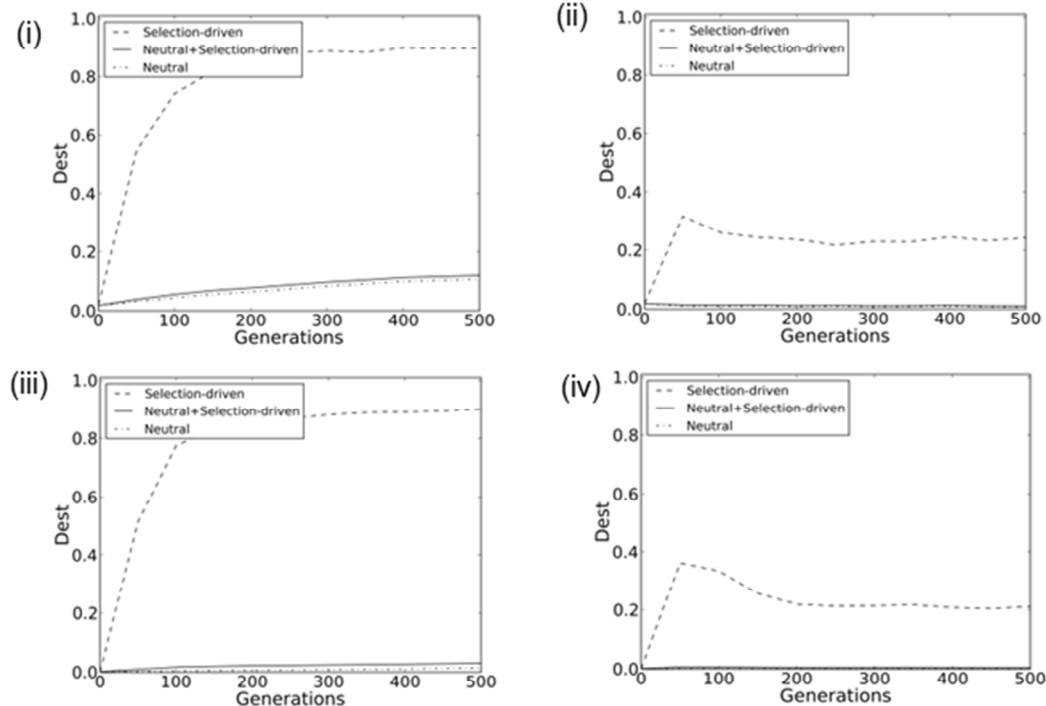 (i)
1.0
0.8
0.6
0.4
0.2
0.0
Dest
Selection-driven
Neutral+Selection-driven
Neutral
0 100 200 300 400 500
Generations
(ii)
1.0
0.8
0.6
0.4
0.2
0.0
Dest
Selection-driven
Neutral+Selection-driven
Neutral
0 100 200 300 400 500
Generations
(iii)
1.0
0.8
0.6
0.4
0.2
0.0
Dest
Selection-driven
Neutral+Selection-driven
Neutral
0 100 200 300 400 500
Generations
(iv)
1.0
0.8
0.6
0.4
0.2
0.0
Dest
Selection-driven
Neutral+Selection-driven
Neutral
0 100 200 300 400 500
Generations